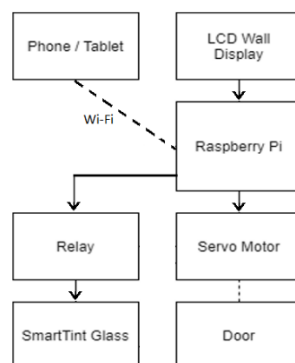 Phone / Tablet
LCD Wall
Display
Wi-Fi
Raspberry Pi
Relay
Servo Motor
SmartTint Glass
Door